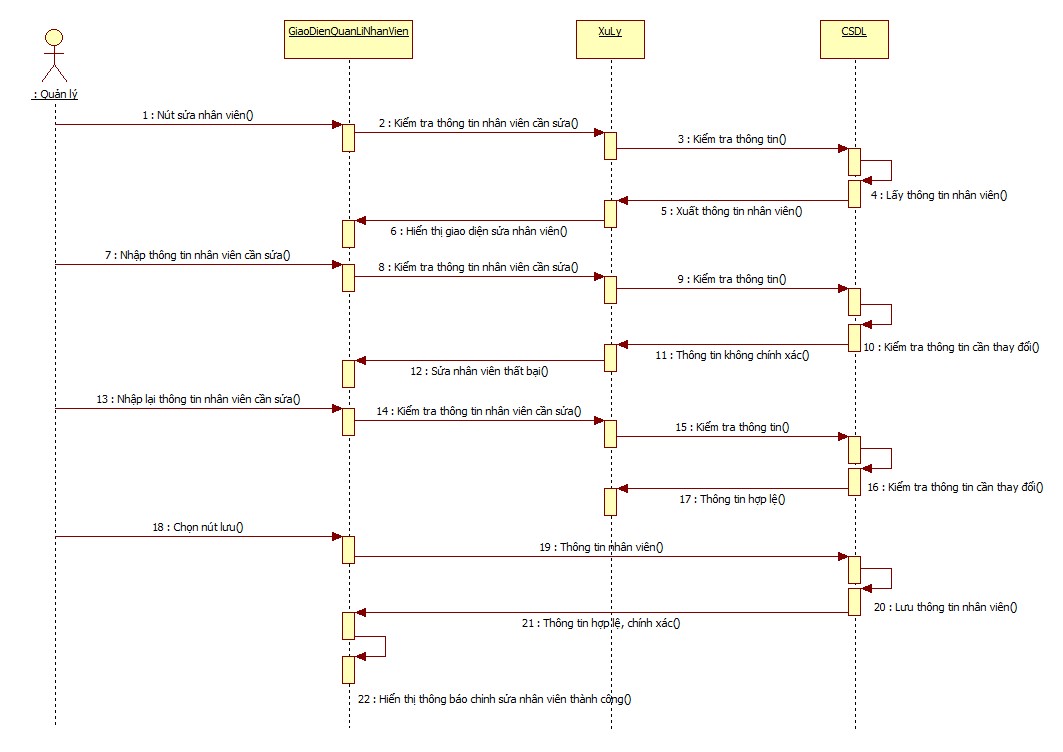 GiaoDienQuanLiNhanVien
XuLy
CSDL
: Quản lý
1 : Nút sửa nhân viên()
2 : Kiểm tra thông tin nhân viên cần sửa()
3 : Kiểm tra thông tin()
4 : Lấy thông tin nhân viên()
5 : Xuất thông tin nhân viên()
6 : Hiển thị giao diện sửa nhân viên()
7 : Nhập thông tin nhân viên cần sửa()
8 : Kiểm tra thông tin nhân viên cần sửa()
9 : Kiểm tra thông tin()
10 : Kiểm tra thông tin cần thay đổi()
11 : Thông tin không chính xác()
12 : Sửa nhân viên thất bại()
13 : Nhập lại thông tin nhân viên cần sửa()
14 : Kiểm tra thông tin nhân viên cần sửa()
15 : Kiểm tra thông tin()
16 : Kiểm tra thông tin cần thay đổi()
17 : Thông tin hợp lệ()
18 : Chọn nút lưu()
19 : Thông tin nhân viên()
20 : Lưu thông tin nhân viên()
21 : Thông tin hợp lệ, chính xác()
22 : Hiển thị thông báo chỉnh sửa nhân viên thành công()